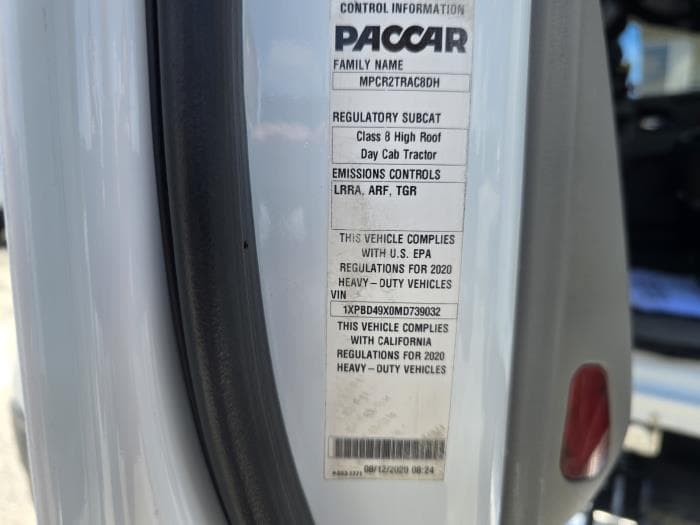 CONTROL INFORMATION
PACCAR
FAMILY NAME
MPCR2TRAC8DH
REGULATORY SUBCAT
Class 8 High Roof
Day Cab Tractor
EMISSIONS CONTROLS
LRRA, ARF, TGR
THIS VEHICLE COMPLIES
WITH U.S. EPA
REGULATIONS FOR 2020
HEAVY-DUTY VEHICLES
VIN
1XPBD49X0MD739032
THIS VEHICLE COMPLIES
WITH CALIFORNIA
REGULATIONS FOR 2020
HEAVY-DUTY VEHICLES
08/12/2020 08:24